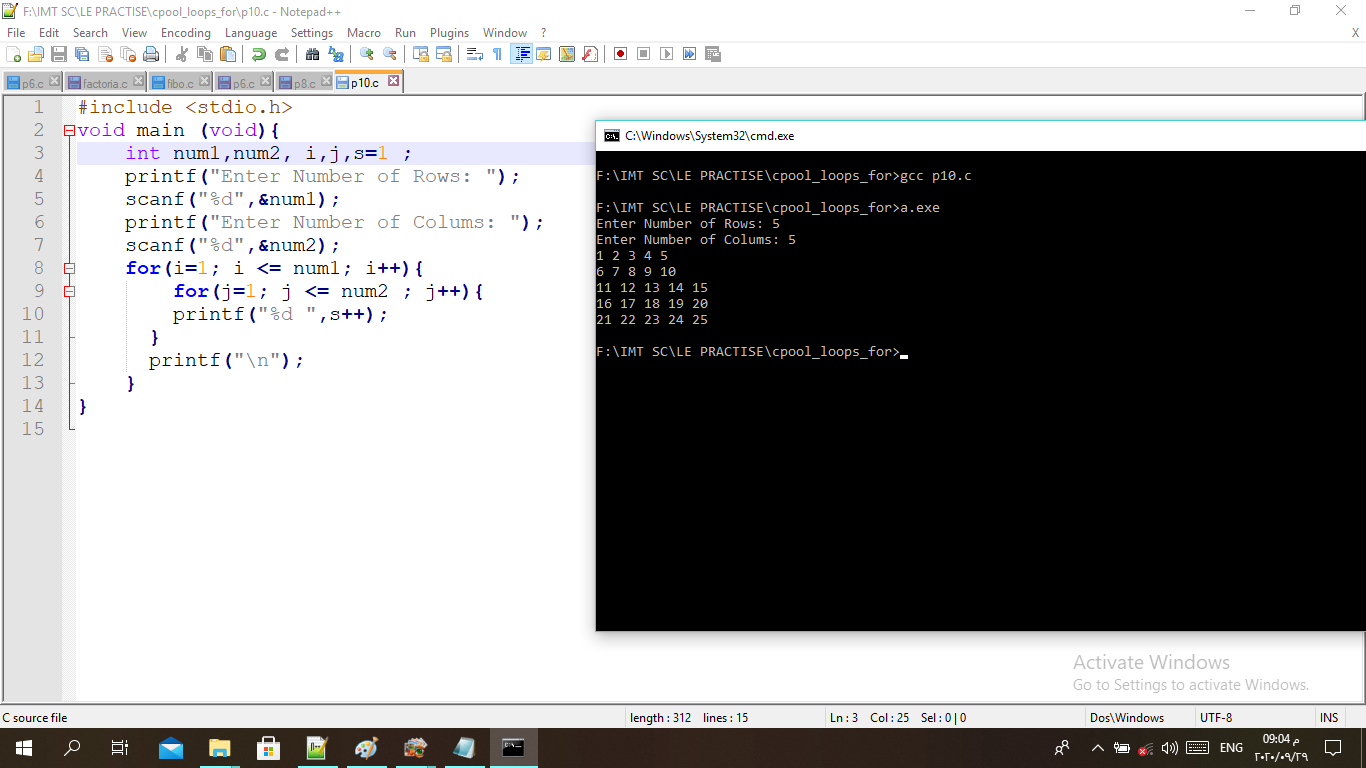 F:\IMT SC\LE PRACTISE\cpool_loops_for\p10.c - Notepad++
File Edit Search View Encoding Language Settings Macro Run Plugins Window ? X
p6.c factoria.c fibo.c p6.c p8.c p10.c
1 #include <stdio.h>
2 void main (void){
3 int num1,num2, i,j,s=1 ;
4 printf("Enter Number of Rows: ");
5 scanf("%d",&num1);
6 printf("Enter Number of Colums: ");
7 scanf("%d",&num2);
8 for(i=1; i <= num1; i++){
9 for(j=1; j <= num2 ; j++){
10 printf("%d ",s++);
11 }
12 printf("\n");
13 }
14 }
15
C:\Windows\System32\cmd.exe
F:\IMT SC\LE PRACTISE\cpool_loops_for>gcc p10.c
F:\IMT SC\LE PRACTISE\cpool_loops_for>a.exe
Enter Number of Rows: 5
Enter Number of Colums: 5
1 2 3 4 5
6 7 8 9 10
11 12 13 14 15
16 17 18 19 20
21 22 23 24 25
F:\IMT SC\LE PRACTISE\cpool_loops_for>
Activate Windows
Go to Settings to activate Windows.
C source file length : 312 lines : 15 Ln : 3 Col : 25 Sel : 0 | 0 Dos\Windows UTF-8 INS
ENG
09:04 م
٢٠٢٠/٠٩/٢٩